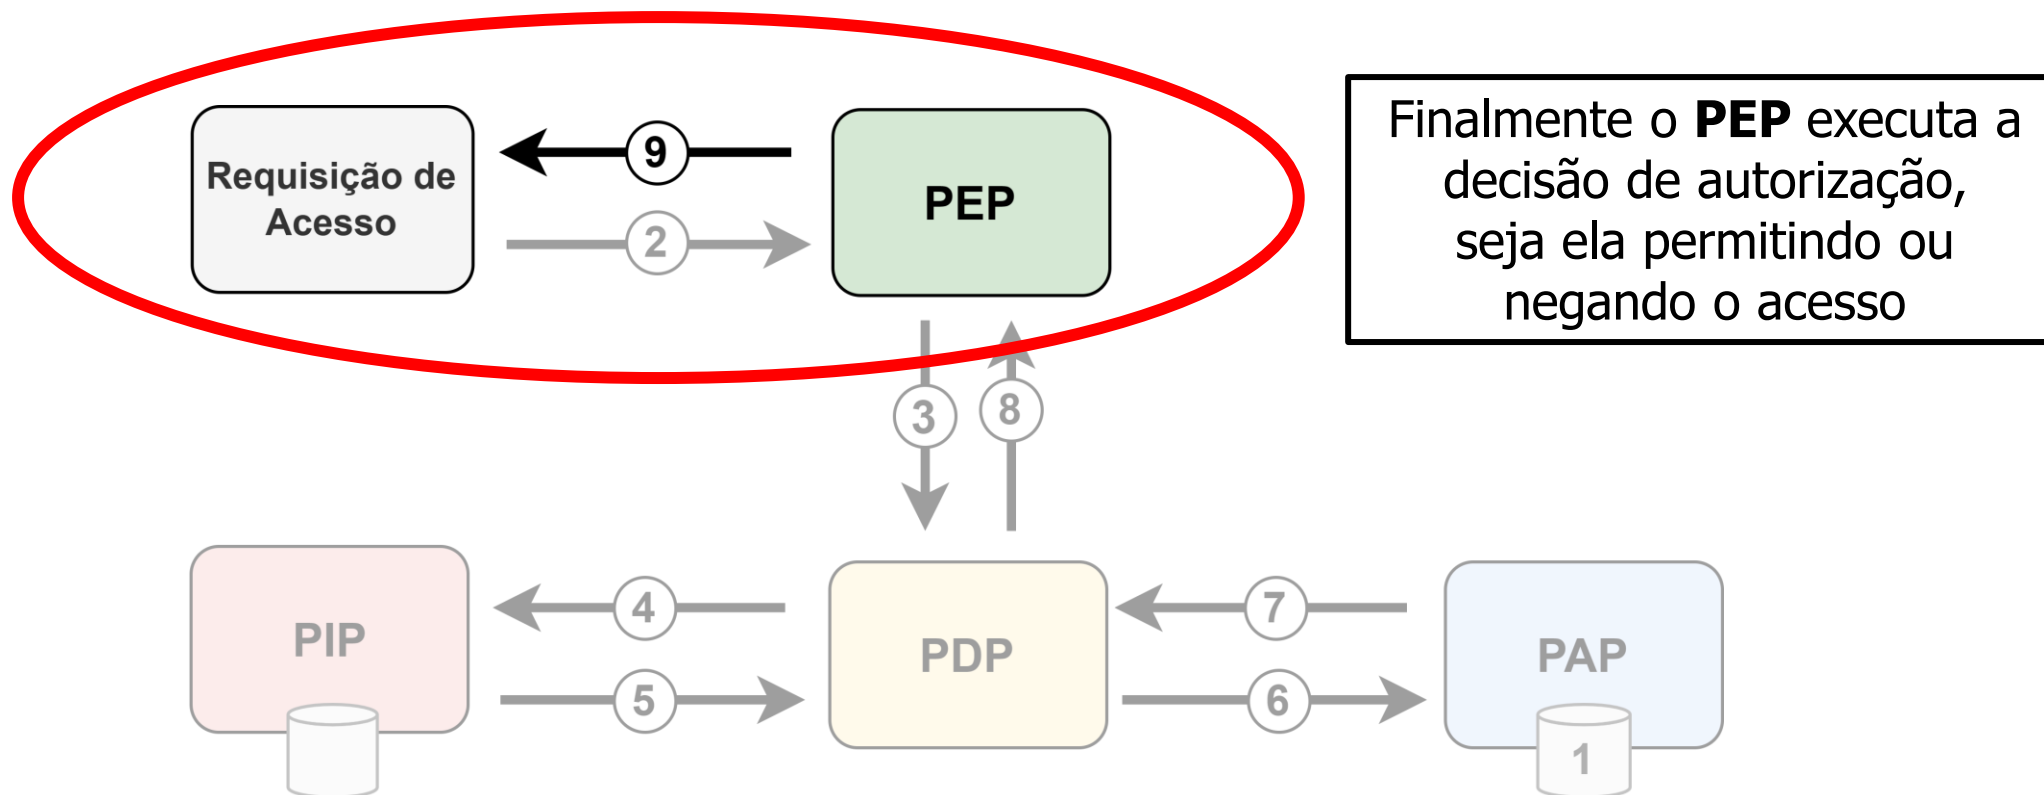 Requisição de
Acesso
9
2
PEP
Finalmente o PEP executa a
decisão de autorização,
seja ela permitindo ou
negando o acesso
3
8
PIP
4
5
PDP
7
6
PAP
1